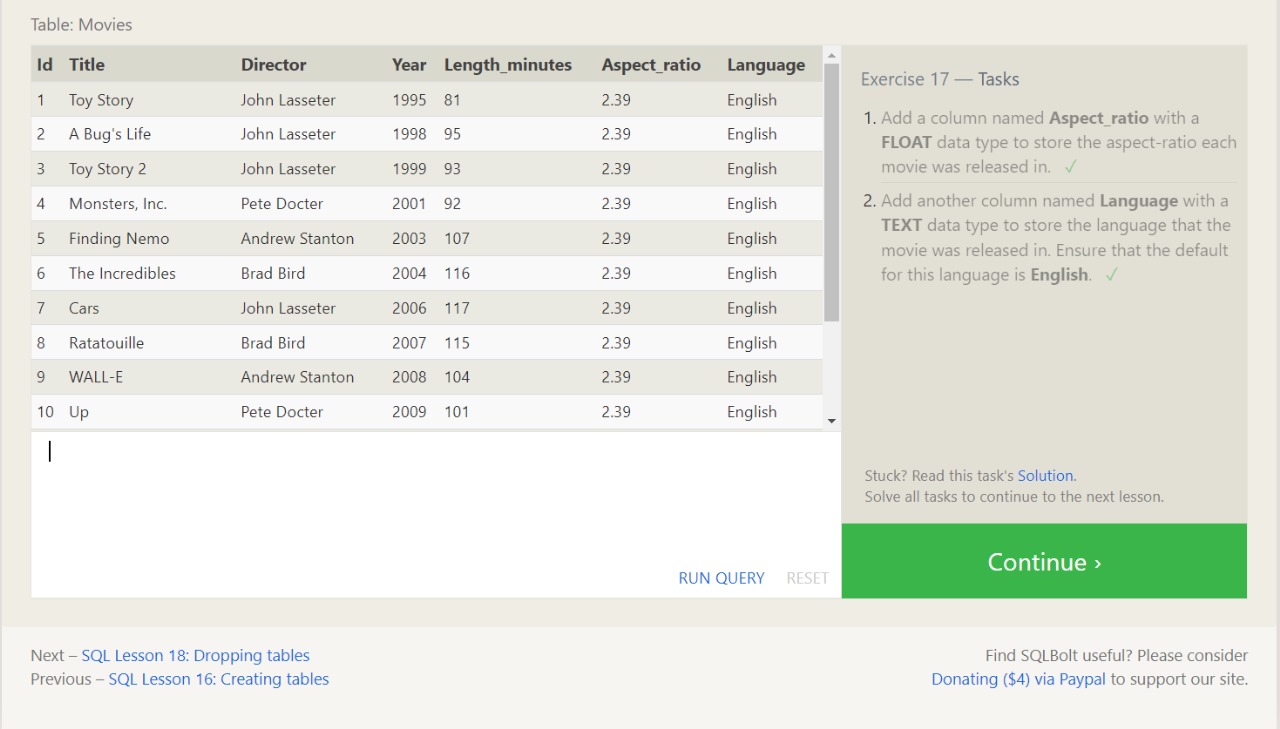 Table: Movies
Id Title Director Year Length_minutes Aspect_ratio Language
1 Toy Story John Lasseter 1995 81 2.39 English
2 A Bug's Life John Lasseter 1998 95 2.39 English
3 Toy Story 2 John Lasseter 1999 93 2.39 English
4 Monsters, Inc. Pete Docter 2001 92 2.39 English
5 Finding Nemo Andrew Stanton 2003 107 2.39 English
6 The Incredibles Brad Bird 2004 116 2.39 English
7 Cars John Lasseter 2006 117 2.39 English
8 Ratatouille Brad Bird 2007 115 2.39 English
9 WALL-E Andrew Stanton 2008 104 2.39 English
10 Up Pete Docter 2009 101 2.39 English
RUN QUERY RESET
Exercise 17 — Tasks
1. Add a column named Aspect_ratio with a
FLOAT data type to store the aspect-ratio each
movie was released in. ✓
2. Add another column named Language with a
TEXT data type to store the language that the
movie was released in. Ensure that the default
for this language is English. ✓
Stuck? Read this task's Solution.
Solve all tasks to continue to the next lesson.
Continue ›
Next – SQL Lesson 18: Dropping tables
Previous – SQL Lesson 16: Creating tables
Find SQLBolt useful? Please consider
Donating ($4) via Paypal to support our site.